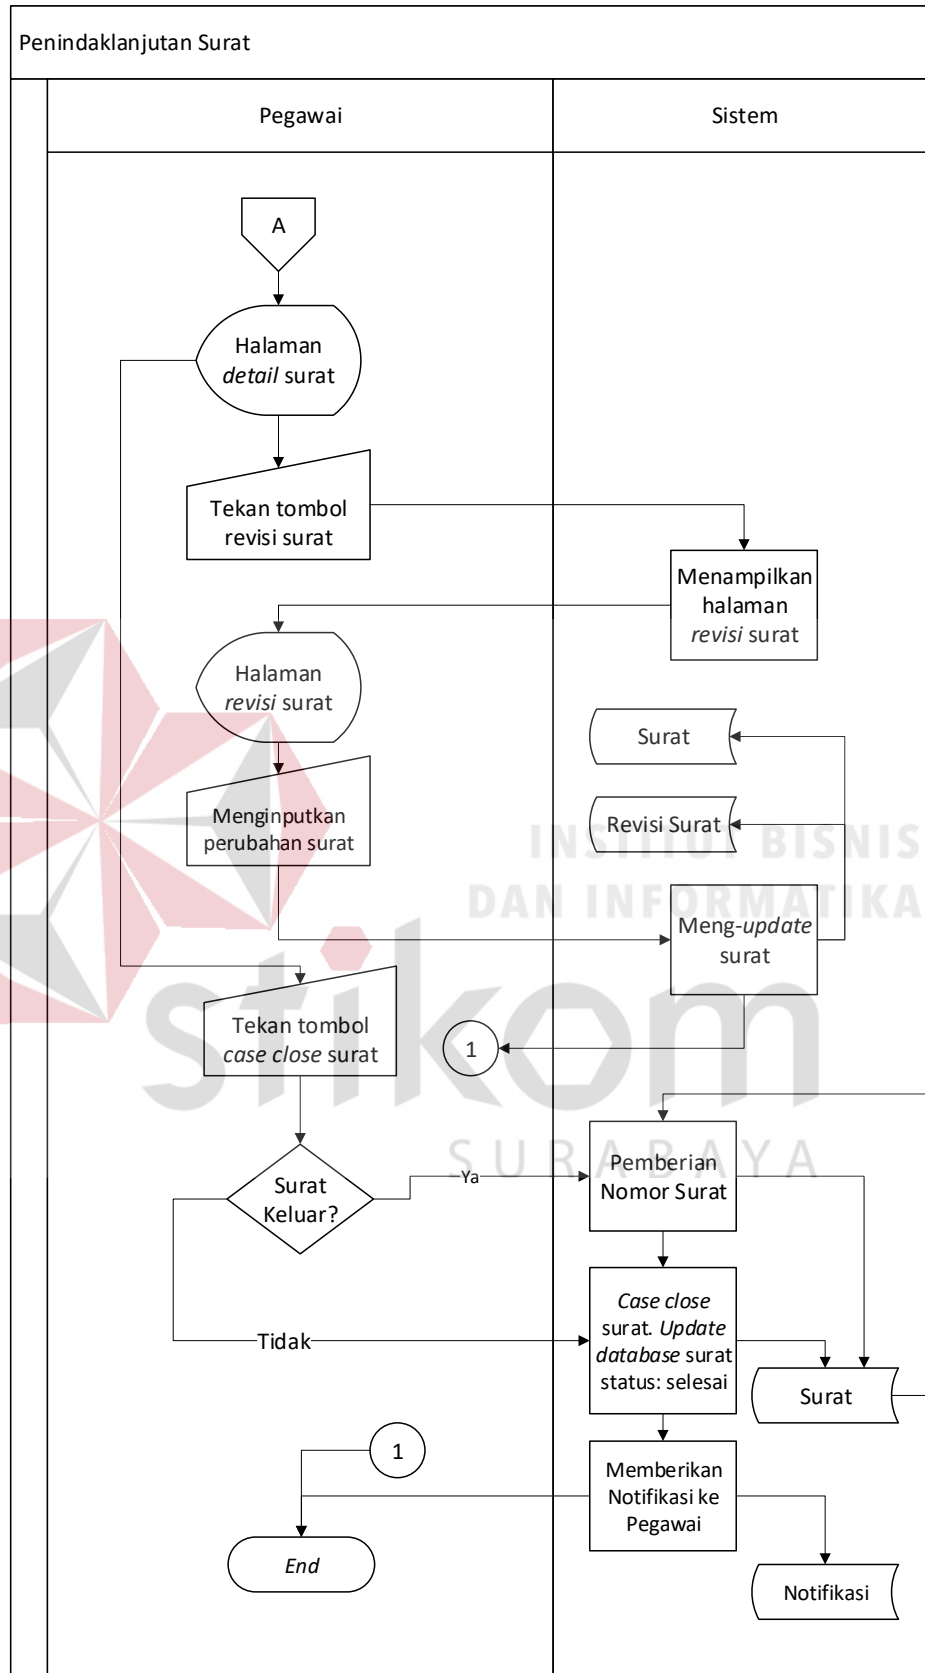 Penindaklanjutan Surat
Pegawai
Sistem
A
Halaman
detail surat
Tekan tombol
revisi surat
Menampilkan
halaman
revisi surat
Halaman
revisi surat
Surat
Menginputkan
perubahan surat
Revisi Surat
INSTITUT BISNIS
DAN INFORMATIKA
Meng-update
surat
stikom
SURABAYA
Tekan tombol
case close surat
1
Surat
Keluar?
Ya
Pemberian
Nomor Surat
Tidak
Case close
surat. Update
database surat
status: selesai
Surat
1
Memberikan
Notifikasi ke
Pegawai
End
Notifikasi